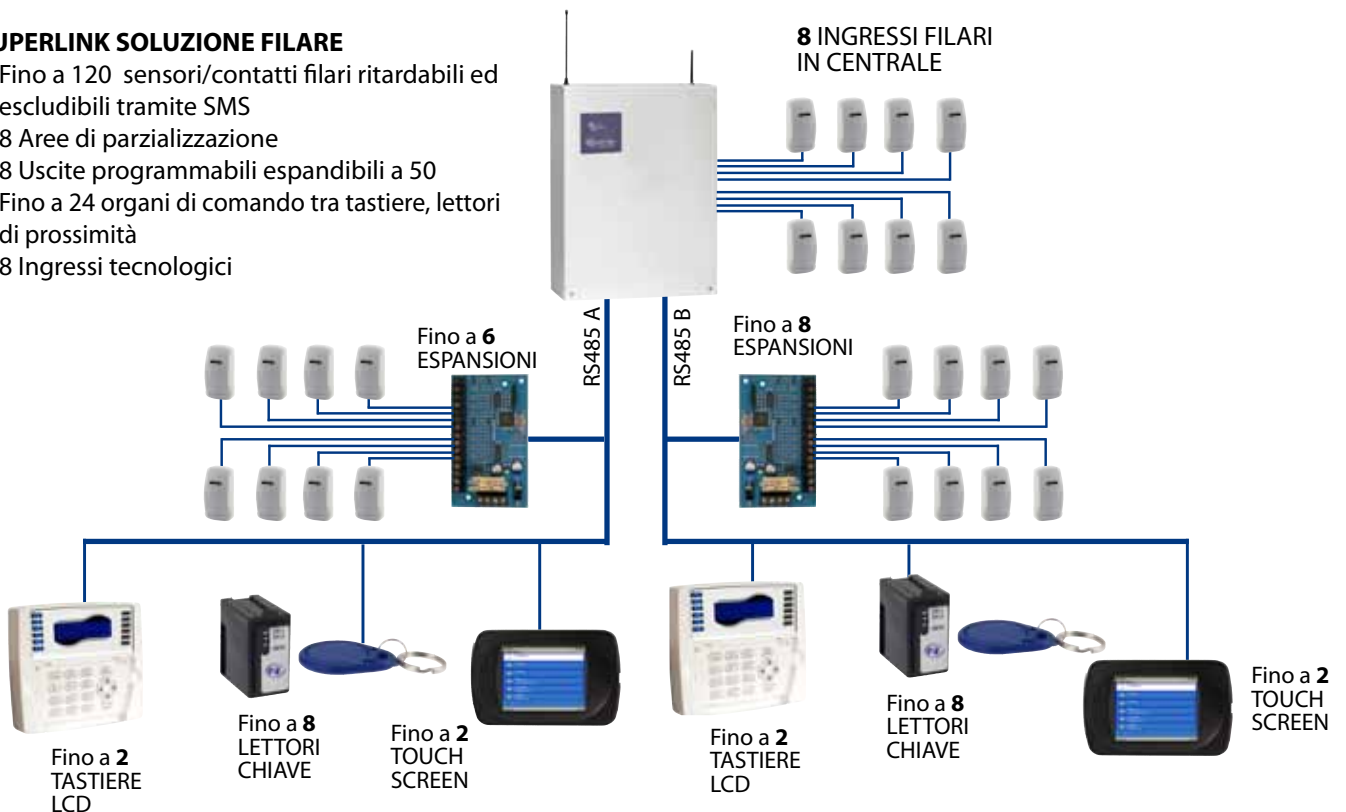 UPERLINK SOLUZIONE FILARE
Fino a 120 sensori/contatti filari ritardabili ed
escludibili tramite SMS
8 Aree di parzializzazione
8 Uscite programmabili espandibili a 50
Fino a 24 organi di comando tra tastiere, lettori
di prossimità
8 Ingressi tecnologici
8 INGRESSI FILARI
IN CENTRALE
RS485 A
RS485 B
Fino a 6
ESPANSIONI
Fino a 8
ESPANSIONI
Fino a 2
TASTIERE
LCD
Fino a 8
LETTORI
CHIAVE
Fino a 2
TOUCH
SCREEN
Fino a 2
TASTIERE
LCD
Fino a 8
LETTORI
CHIAVE
Fino a 2
TOUCH
SCREEN